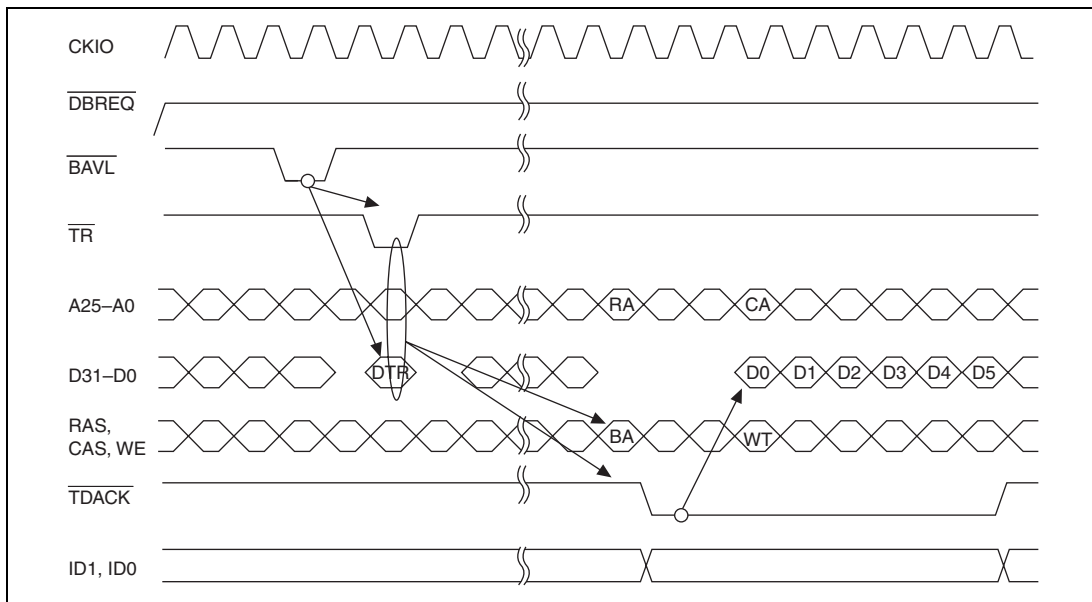 CKIO
DBREQ
BAVL
TR
A25–A0 RA CA
D31–D0 DTR D0 D1 D2 D3 D4 D5
RAS,
CAS, WE BA WT
TDACK
ID1, ID0